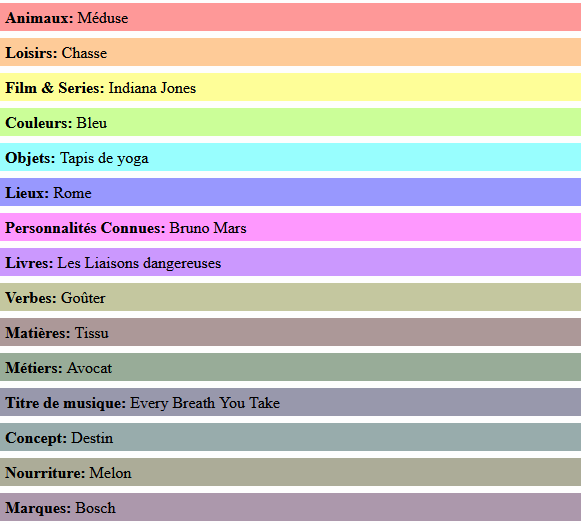 Animaux: Méduse
Loisirs: Chasse
Film & Series: Indiana Jones
Couleurs: Bleu
Objets: Tapis de yoga
Lieux: Rome
Personnalités Connues: Bruno Mars
Livres: Les Liaisons dangereuses
Verbes: Goûter
Matières: Tissu
Métiers: Avocat
Titre de musique: Every Breath You Take
Concept: Destin
Nourriture: Melon
Marques: Bosch